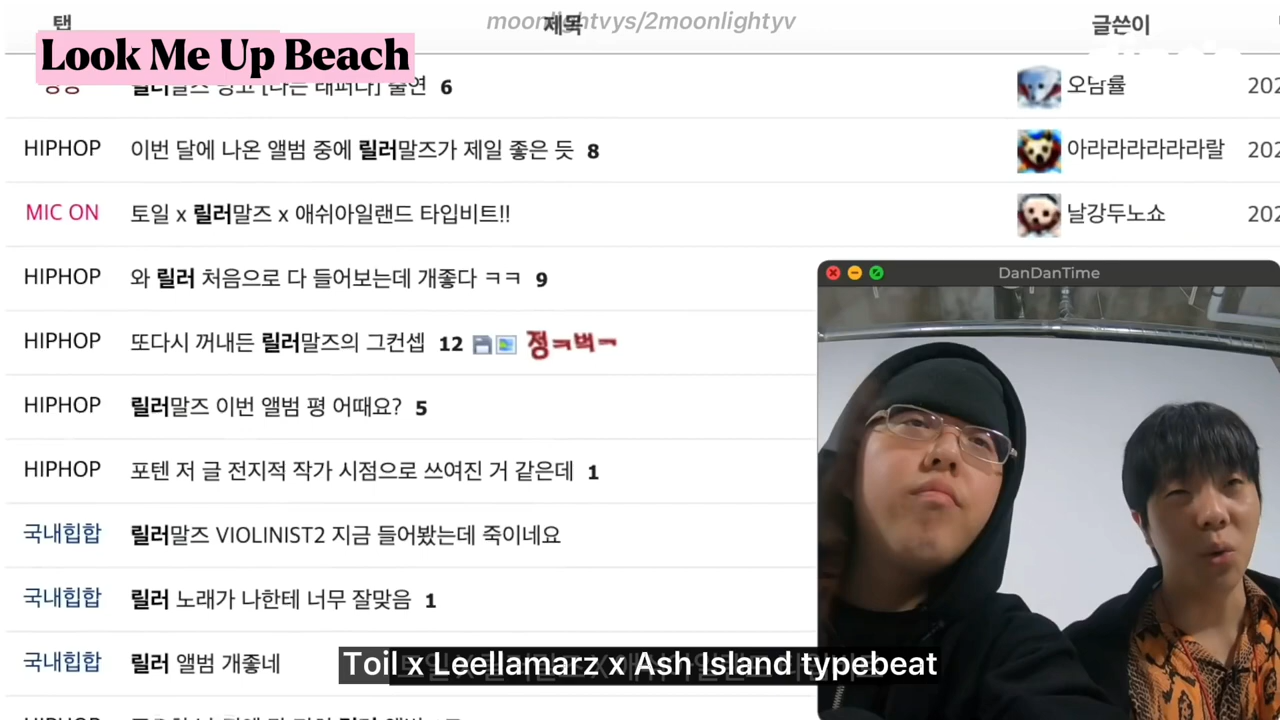 moonlightvys/2moonlightyv
탭 제목 글쓴이
Look Me Up Beach
출연 6 오남률 202
HIPHOP 이번 달에 나온 앨범 중에 릴러말즈가 제일 좋은 듯 8 아라라라라라라랄 202
MIC ON 토일 x 릴러말즈 x 애쉬아일랜드 타입비트!! 날강두노쇼 202
HIPHOP 와 릴러 처음으로 다 들어보는데 개좋다 ㅋㅋ 9
DanDanTime
HIPHOP 또다시 꺼내든 릴러말즈의 그컨셉 12
HIPHOP 릴러말즈 이번 앨범 평 어때요? 5
HIPHOP 포텐 저 글 전지적 작가 시점으로 쓰여진 거 같은데 1
국내힙합 릴러말즈 VIOLINIST2 지금 들어봤는데 죽이네요
국내힙합 릴러 노래가 나한테 너무 잘맞음 1
국내힙합 릴러 앨범 개좋네
Toil x Leellamarz x Ash Island typebeat